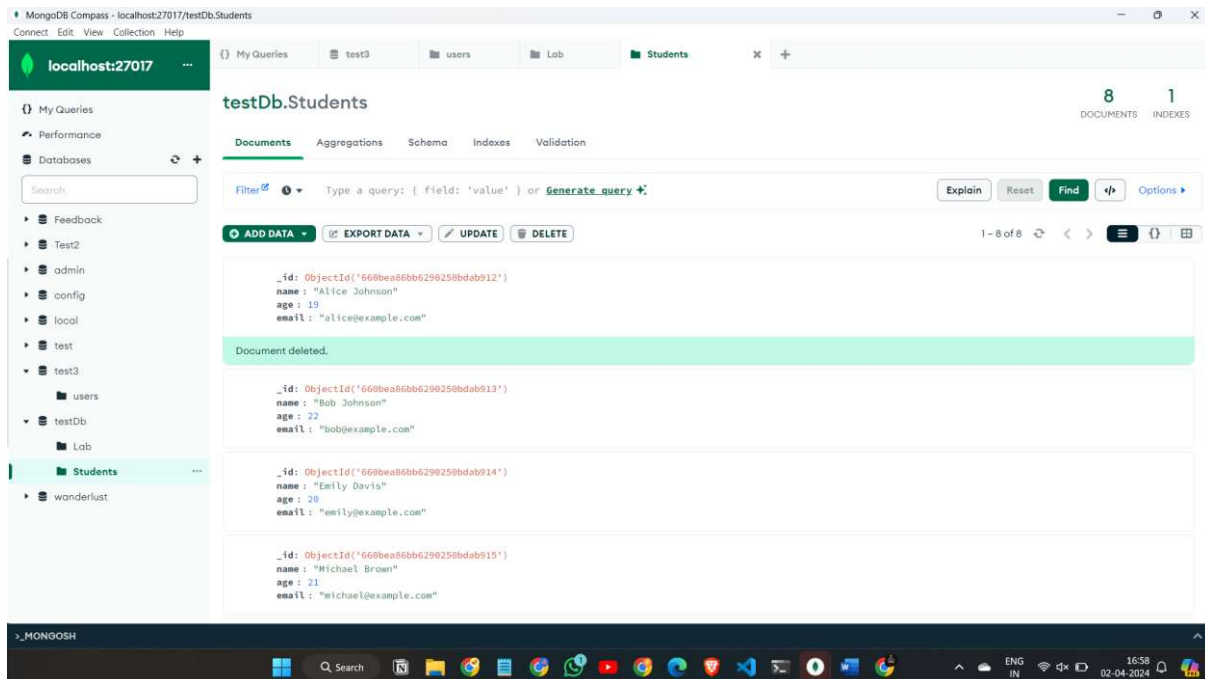 MongoDB Compass - localhost:27017/testDb.Students
Connect Edit View Collection Help
localhost:27017 ...
{} My Queries
Performance
Databases
Search
Feedback
Test2
admin
config
local
test
test3
users
testDb
Lab
Students ...
wanderlust
{} My Queries test3 users Lab Students
testDb.Students
8 1
DOCUMENTS INDEXES
Documents Aggregations Schema Indexes Validation
Filter Type a query: { field: 'value' } or Generate query
Explain Reset Find </> Options
ADD DATA EXPORT DATA UPDATE DELETE
1 – 8 of 8 {}
_id: ObjectId('660bea86bb6290250bdab912')
name : "Alice Johnson"
age : 19
email : "alice@example.com"
Document deleted.
_id: ObjectId('660bea86bb6290250bdab913')
name : "Bob Johnson"
age : 22
email : "bob@example.com"
_id: ObjectId('660bea86bb6290250bdab914')
name : "Emily Davis"
age : 20
email : "emily@example.com"
_id: ObjectId('660bea86bb6290250bdab915')
name : "Michael Brown"
age : 21
email : "michael@example.com"
>_MONGOSH
Search
ENG
IN
16:58
02-04-2024